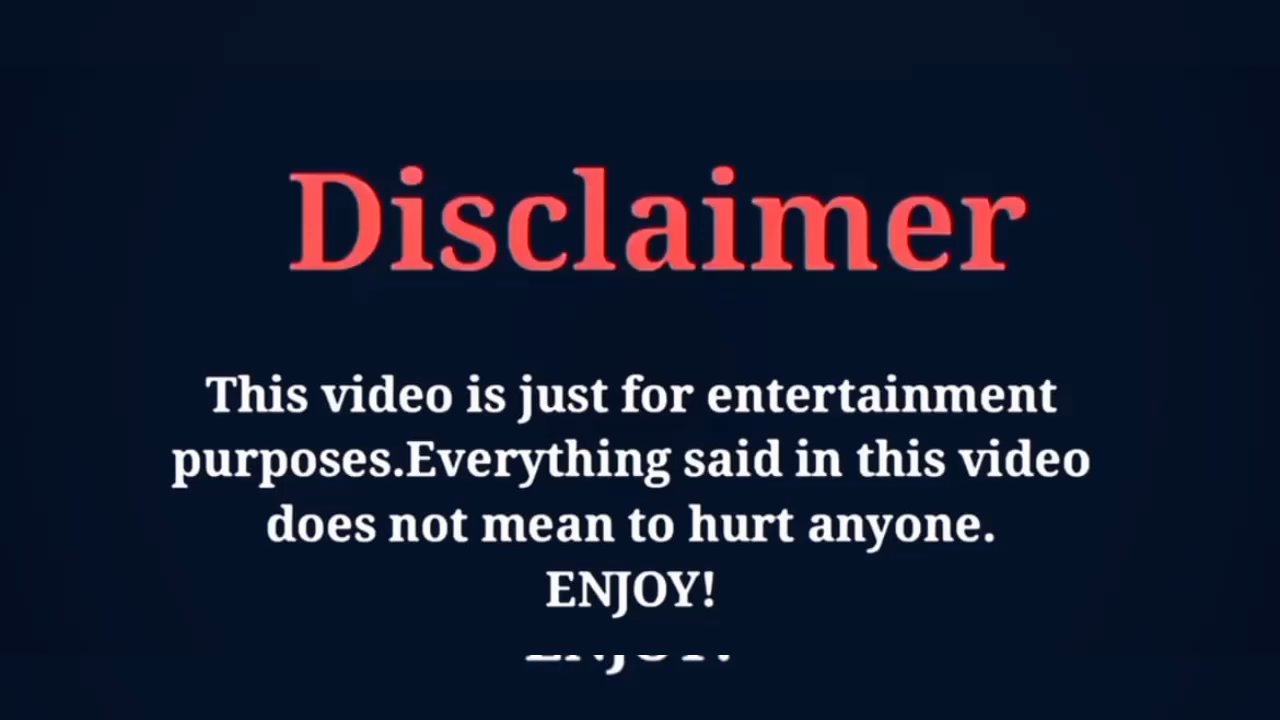 Disclaimer
This video is just for entertainment
purposes.Everything said in this video
does not mean to hurt anyone.
ENJOY!